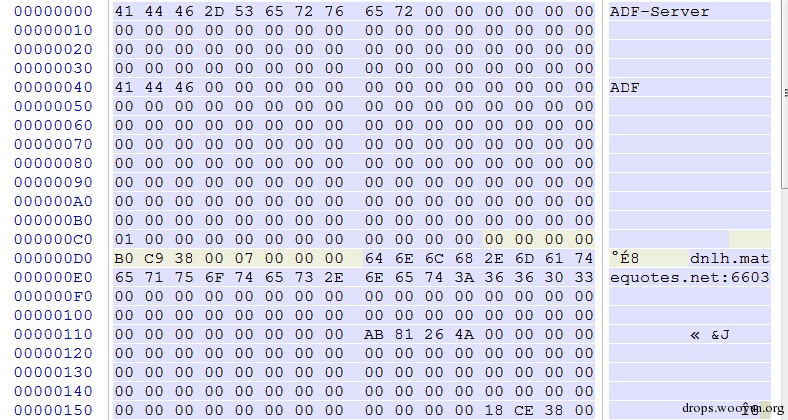 00000000 41 44 46 2D 53 65 72 76 65 72 00 00 00 00 00 00 ADF-Server
00000010 00 00 00 00 00 00 00 00 00 00 00 00 00 00 00 00
00000020 00 00 00 00 00 00 00 00 00 00 00 00 00 00 00 00
00000030 00 00 00 00 00 00 00 00 00 00 00 00 00 00 00 00
00000040 41 44 46 00 00 00 00 00 00 00 00 00 00 00 00 00 ADF
00000050 00 00 00 00 00 00 00 00 00 00 00 00 00 00 00 00
00000060 00 00 00 00 00 00 00 00 00 00 00 00 00 00 00 00
00000070 00 00 00 00 00 00 00 00 00 00 00 00 00 00 00 00
00000080 00 00 00 00 00 00 00 00 00 00 00 00 00 00 00 00
00000090 00 00 00 00 00 00 00 00 00 00 00 00 00 00 00 00
000000A0 00 00 00 00 00 00 00 00 00 00 00 00 00 00 00 00
000000B0 00 00 00 00 00 00 00 00 00 00 00 00 00 00 00 00
000000C0 01 00 00 00 00 00 00 00 00 00 00 00 00 00 00 00
000000D0 B0 C9 38 00 07 00 00 00 64 6E 6C 68 2E 6D 61 74 °É8 dnlh.mat
000000E0 65 71 75 6F 74 65 73 2E 6E 65 74 3A 36 36 30 33 equotes.net:6603
000000F0 00 00 00 00 00 00 00 00 00 00 00 00 00 00 00 00
00000100 00 00 00 00 00 00 00 00 00 00 00 00 00 00 00 00
00000110 00 00 00 00 00 00 00 00 AB 81 26 4A 00 00 00 00 « &J
00000120 00 00 00 00 00 00 00 00 00 00 00 00 00 00 00 00
00000130 00 00 00 00 00 00 00 00 00 00 00 00 00 00 00 00
00000140 00 00 00 00 00 00 00 00 00 00 00 00 00 00 00 00
00000150 00 00 00 00 00 00 00 00 00 00 00 00 18 CE 38 00
drops.wooyun.org